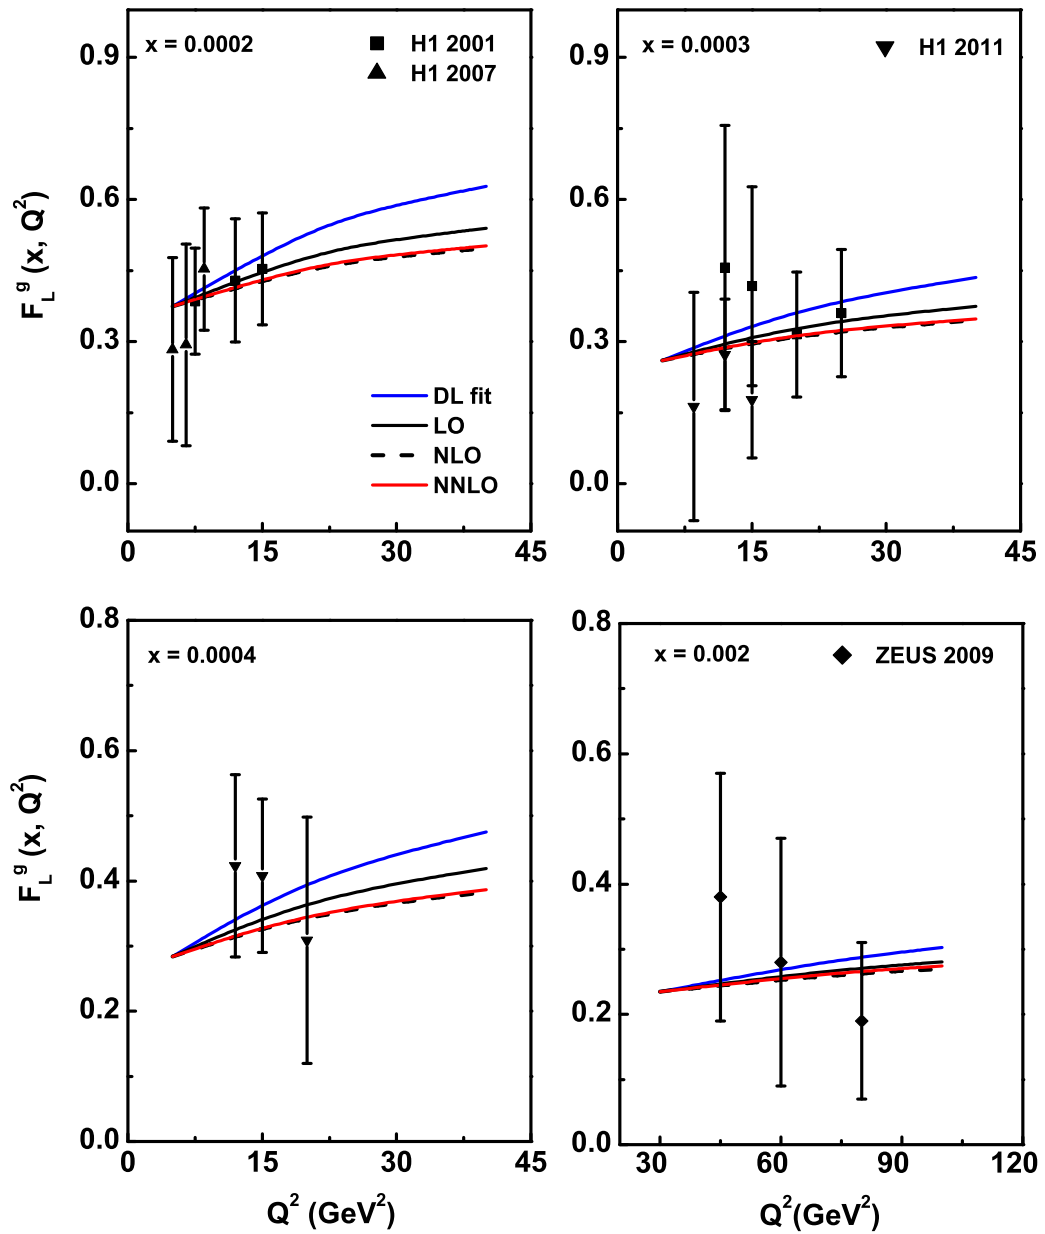 x = 0.0002
H1 2001
H1 2007
DL fit
LO
NLO
NNLO
0.9
0.6
0.3
0.0
0 15 30 45
F_L^g (x, Q^2)
x = 0.0003
H1 2011
0.9
0.6
0.3
0.0
0 15 30 45
x = 0.0004
0.8
0.6
0.4
0.2
0.0
0 15 30 45
F_L^g (x, Q^2)
Q^2 (GeV^2)
x = 0.002
ZEUS 2009
0.8
0.6
0.4
0.2
0.0
30 60 90 120
Q^2(GeV^2)